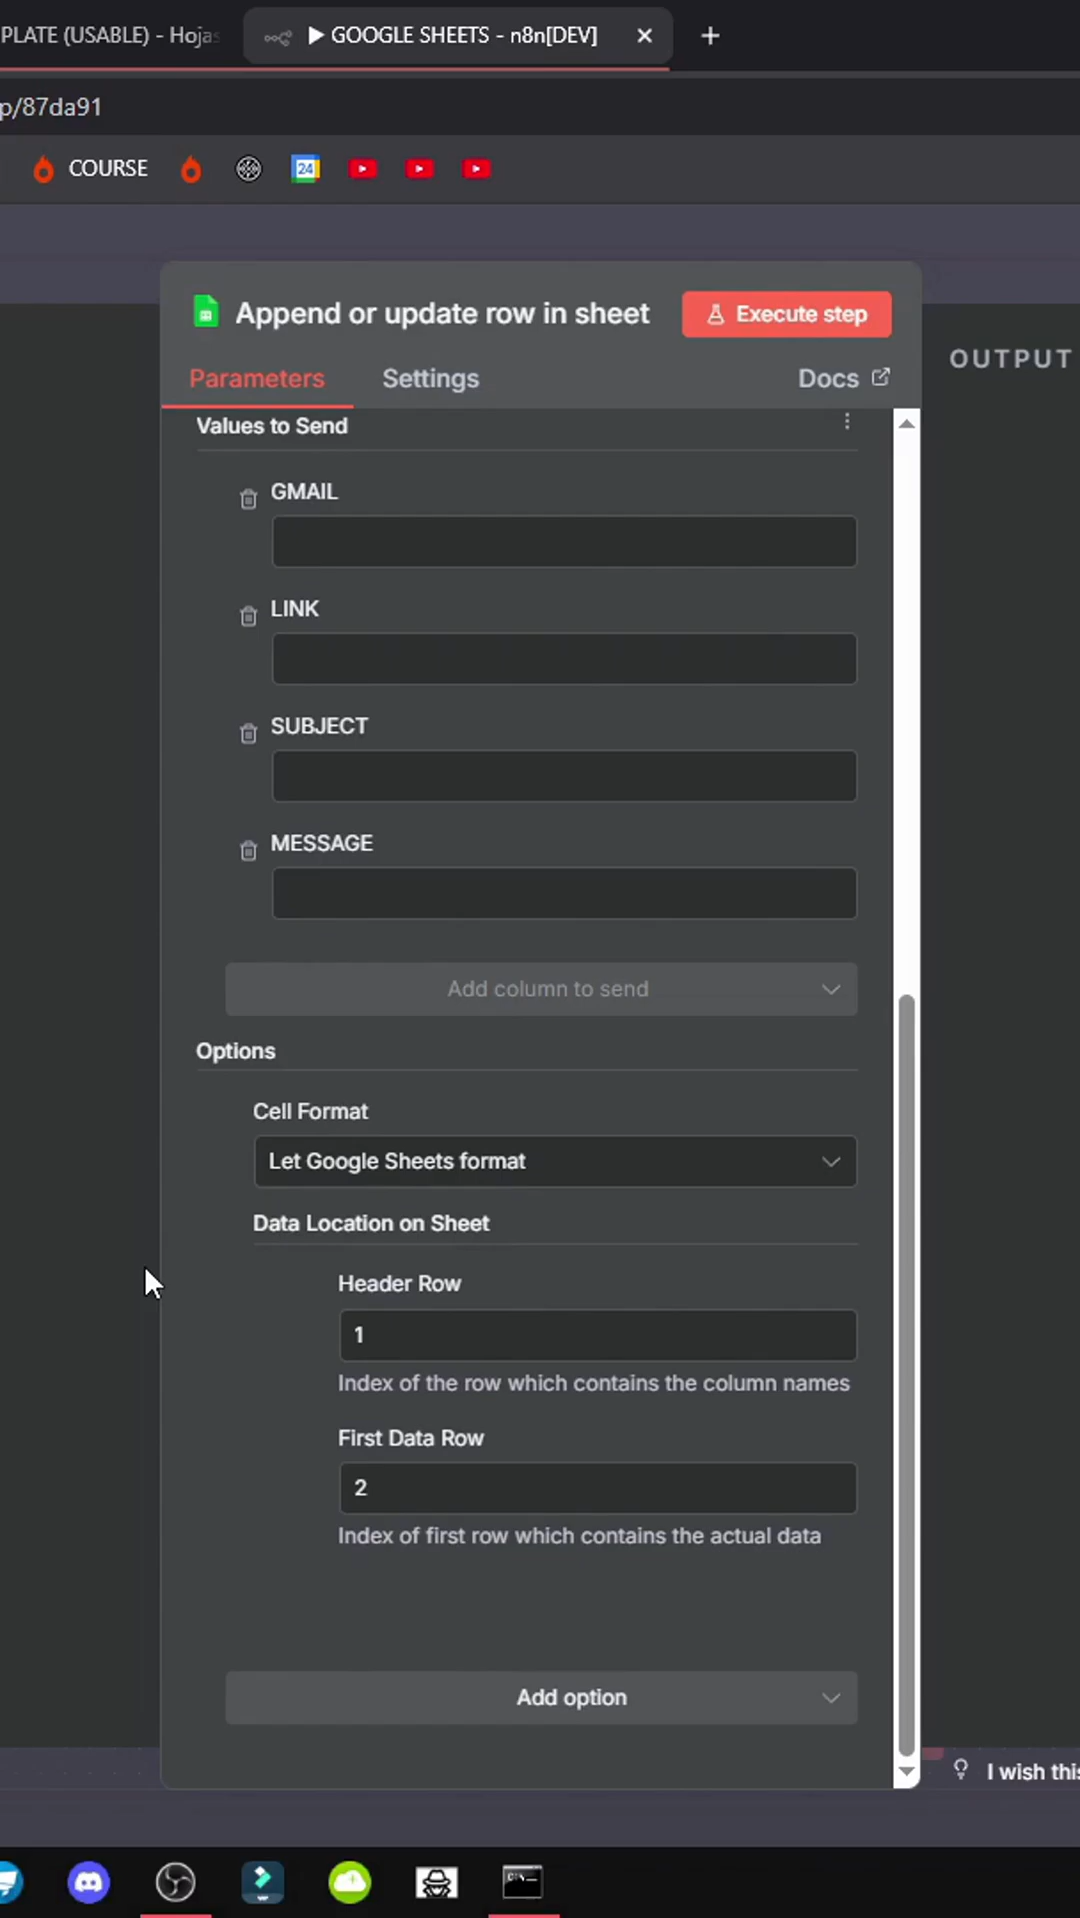 PLATE (USABLE) - Hojas
GOOGLE SHEETS - n8n[DEV]
p/87da91
COURSE
24
Append or update row in sheet
Execute step
OUTPUT
Parameters
Settings
Docs
Values to Send
GMAIL
LINK
SUBJECT
MESSAGE
Add column to send
Options
Cell Format
Let Google Sheets format
Data Location on Sheet
Header Row
1
Index of the row which contains the column names
First Data Row
2
Index of first row which contains the actual data
Add option
I wish this